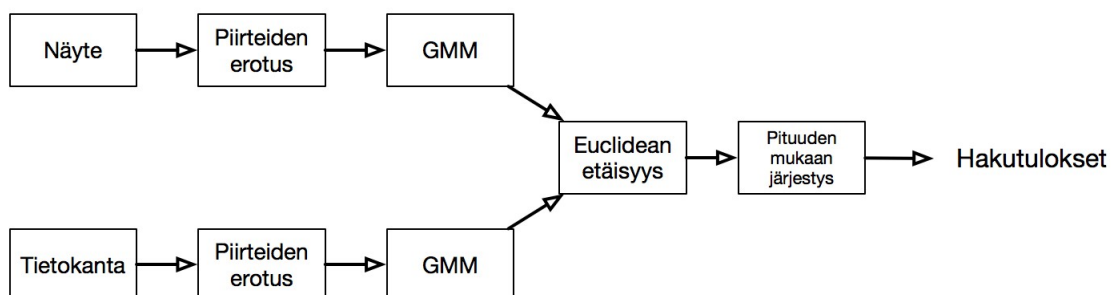 Näyte
Piirteiden
erotus
GMM
Euclidean
etäisyys
Pituuden
mukaan
järjestys
Hakutulokset
Tietokanta
Piirteiden
erotus
GMM